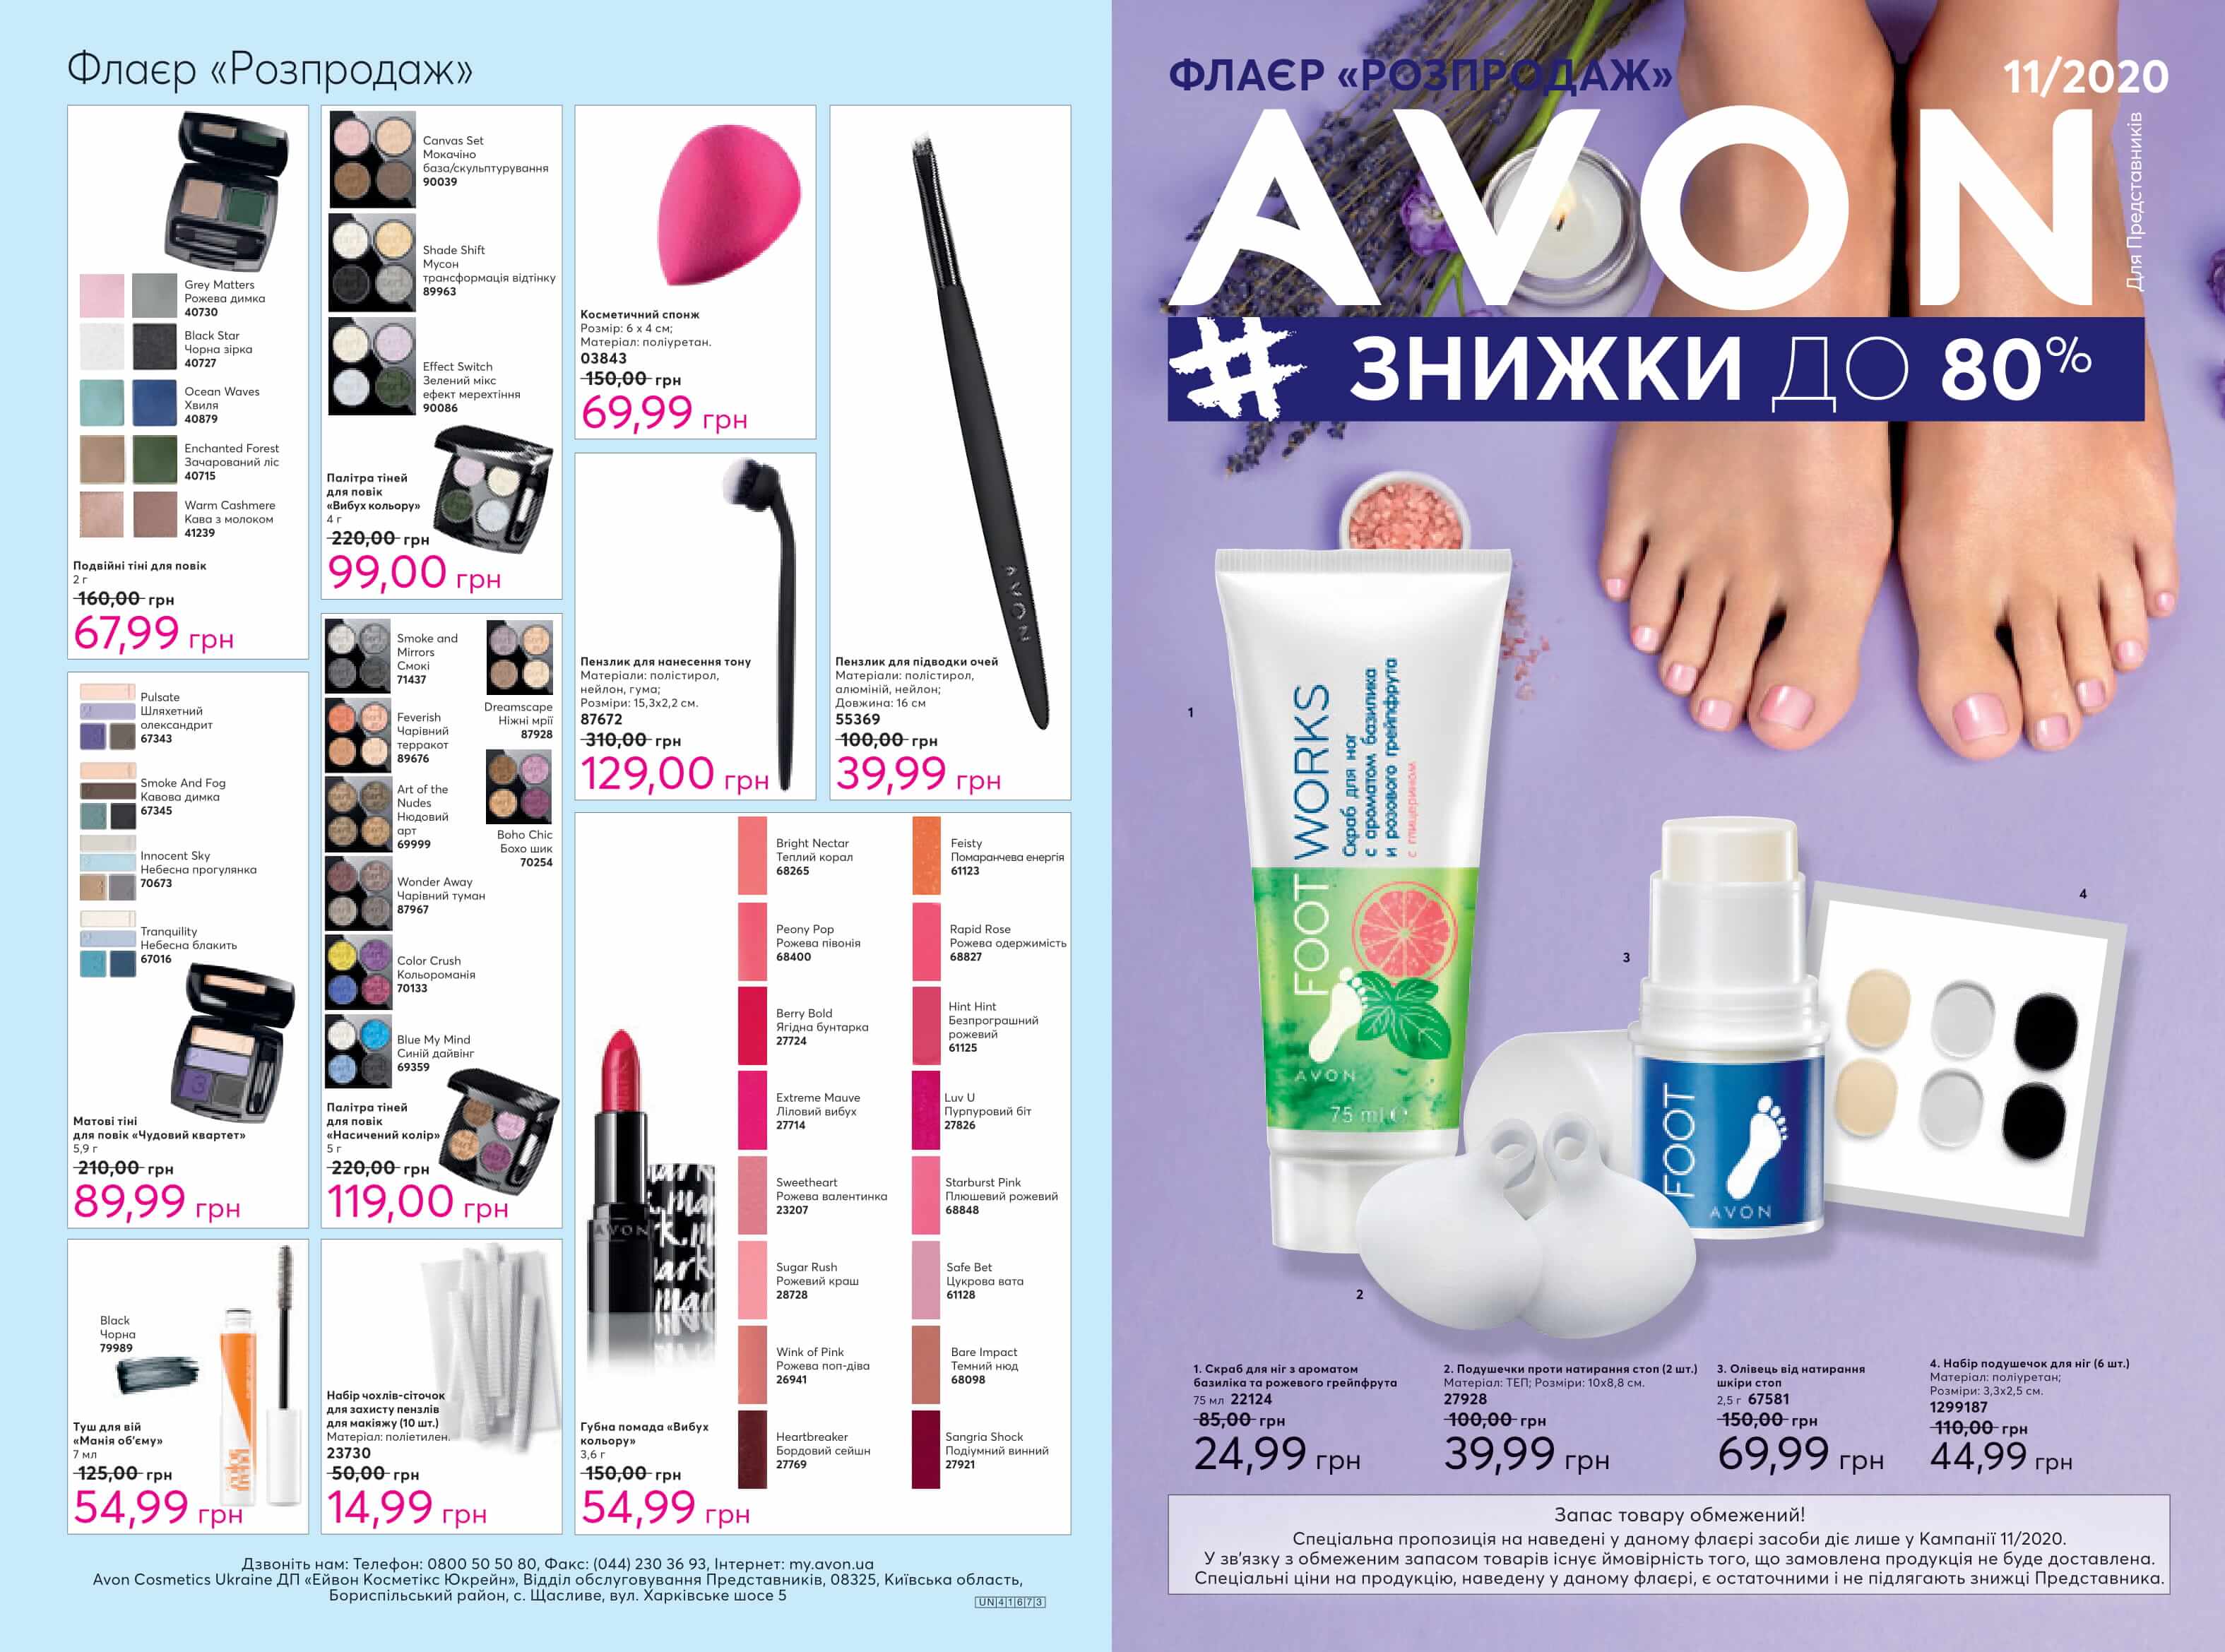 Флаєр «Розпродаж»
Grey Matters
Рожева димка
40730
Black Star
Чорна зірка
40727
Ocean Waves
Хвиля
40879
Enchanted Forest
Зачарований ліс
40715
Warm Cashmere
Кава з молоком
41239
Подвійні тіні для повік
2 г
160,00 грн
67,99 грн
Canvas Set
Мокачіно
база/скульптурування
90039
Shade Shift
Мусон
трансформація відтінку
89963
Effect Switch
Зелений мікс
ефект мерехтіння
90086
Палітра тіней
для повік
«Вибух кольору»
4 г
220,00 грн
99,00 грн
Косметичний спонж
Розмір: 6 х 4 см;
Матеріал: поліуретан.
03843
150,00 грн
69,99 грн
Пензлик для нанесення тону
Матеріали: полістирол,
нейлон, гума;
Розміри: 15,3х2,2 см.
87672
310,00 грн
129,00 грн
AVON
Пензлик для підводки очей
Матеріали: полістирол,
алюміній, нейлон;
Довжина: 16 см
55369
100,00 грн
39,99 грн
Pulsate
Шляхетний
олександрит
67343
Smoke And Fog
Кавова димка
67345
Innocent Sky
Небесна прогулянка
70673
Tranquility
Небесна блакить
67016
Матові тіні
для повік «Чудовий квартет»
5,9 г
210,00 грн
89,99 грн
Smoke and
Mirrors
Смокі
71437
Feverish
Чарівний
терракот
89676
Art of the
Nudes
Нюдовий
арт
69999
Wonder Away
Чарівний туман
87967
Color Crush
Кольороманія
70133
Blue My Mind
Синій дайвінг
69359
Dreamscape
Ніжні мрії
87928
Boho Chic
Бохо шик
70254
Палітра тіней
для повік
«Насичений колір»
5 г
220,00 грн
119,00 грн
Black
Чорна
79989
Туш для вій
«Манія об'єму»
7 мл
125,00 грн
54,99 грн
Набір чохлів-сіточок
для захисту пензлів
для макіяжу (10 шт.)
Матеріал: поліетилен.
23730
50,00 грн
14,99 грн
AVON
mark.
Губна помада «Вибух
кольору»
3,6 г
150,00 грн
54,99 грн
Bright Nectar
Теплий корал
68265
Peony Pop
Рожева півонія
68400
Berry Bold
Ягідна бунтарка
27724
Extreme Mauve
Ліловий вибух
27714
Sweetheart
Рожева валентинка
23207
Sugar Rush
Рожевий краш
28728
Wink of Pink
Рожева поп-діва
26941
Heartbreaker
Бордовий сейшн
27769
Feisty
Помаранчева енергія
61123
Rapid Rose
Рожева одержимість
68827
Hint Hint
Безпрограшний
рожевий
61125
Luv U
Пурпуровий біт
27826
Starburst Pink
Плюшевий рожевий
68848
Safe Bet
Цукрова вата
61128
Bare Impact
Темний нюд
68098
Sangria Shock
Подіумний винний
27921
Дзвоніть нам: Телефон: 0800 50 50 80, Факс: (044) 230 36 93, Інтернет: my.avon.ua
Avon Cosmetics Ukraine ДП «Ейвон Косметікс Юкрейн», Відділ обслуговування Представників, 08325, Київська область,
Бориспільський район, с. Щасливе, вул. Харківське шосе 5
UN41673
ФЛАЄР «РОЗПРОДАЖ»
11/2020
AVON
Для Представників
# ЗНИЖКИ ДО 80%
1
FOOT WORKS
Скраб для ног
с ароматом базилика
и розового грейпфрута
с глицерином
AVON
75 ml e
2
3
FOOT
AVON
4
1. Скраб для ніг з ароматом
базиліка та рожевого грейпфрута
75 мл 22124
85,00 грн
24,99 грн
2. Подушечки проти натирання стоп (2 шт.)
Матеріал: ТЕП; Розміри: 10х8,8 см.
27928
100,00 грн
39,99 грн
3. Олівець від натирання
шкіри стоп
2,5 г 67581
150,00 грн
69,99 грн
4. Набір подушечок для ніг (6 шт.)
Матеріал: поліуретан;
Розміри: 3,3х2,5 см.
1299187
110,00 грн
44,99 грн
Запас товару обмежений!
Спеціальна пропозиція на наведені у даному флаєрі засоби діє лише у Кампанії 11/2020.
У зв'язку з обмеженим запасом товарів існує ймовірність того, що замовлена продукція не буде доставлена.
Спеціальні ціни на продукцію, наведену у даному флаєрі, є остаточними і не підлягають знижці Представника.